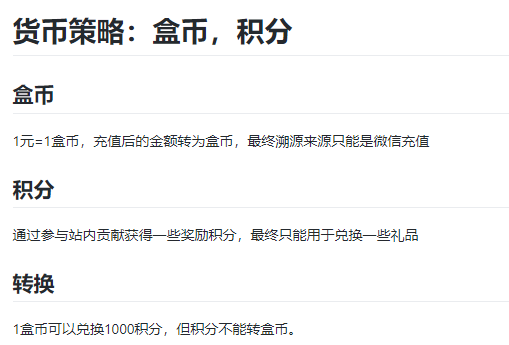 货币策略：盒币，积分
盒币
1元=1盒币，充值后的金额转为盒币，最终溯源来源只能是微信充值
积分
通过参与站内贡献获得一些奖励积分，最终只能用于兑换一些礼品
转换
1盒币可以兑换1000积分，但积分不能转盒币。